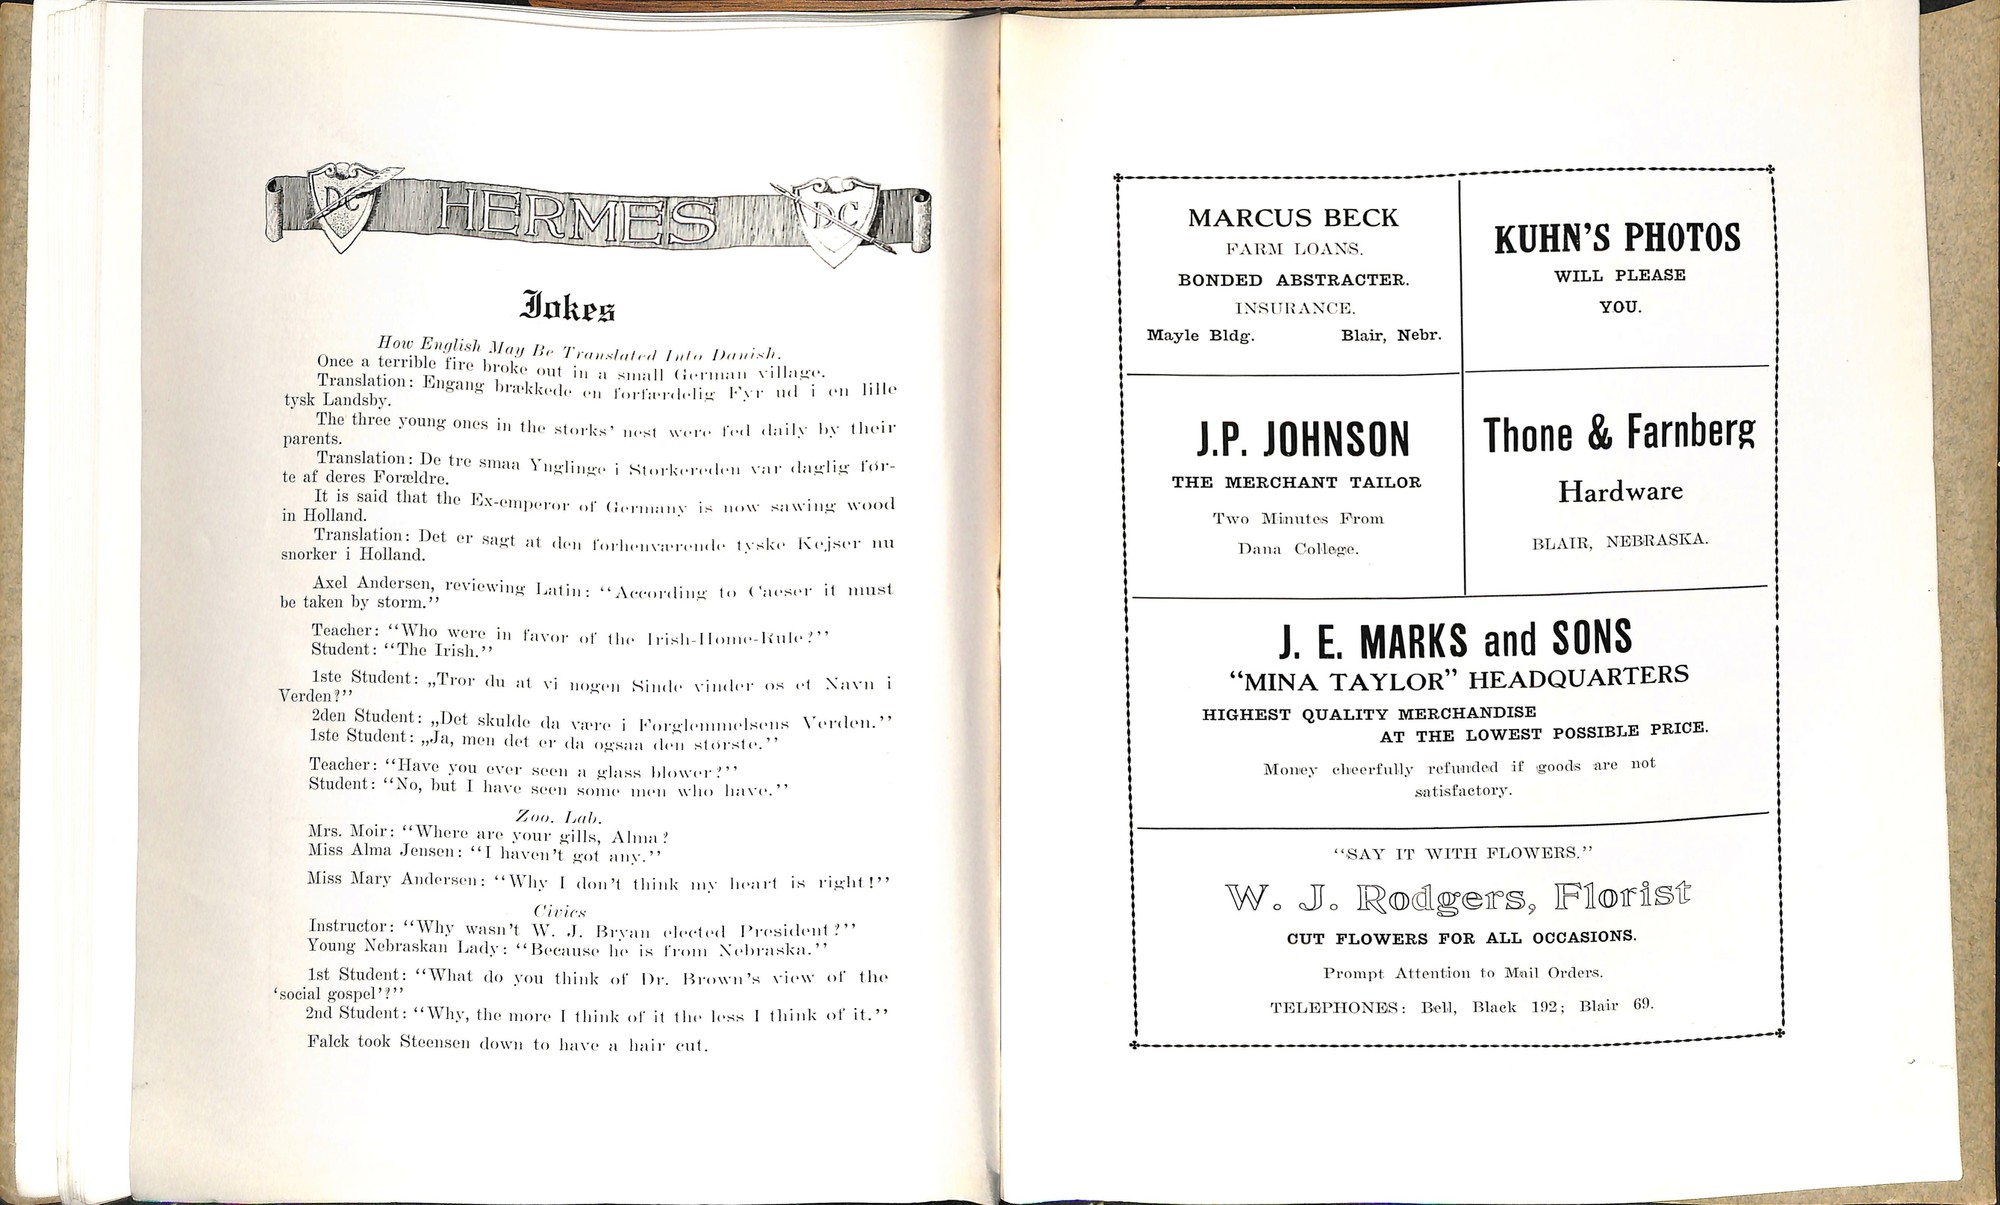 DC HERMES DC
Jokes
How English May Be Translated Into Danish.
Once a terrible fire broke out in a small German village.
Translation: Engang brækkede en forfærdelig Fyr ud i en lille
tysk Landsby.
The three young ones in the storks' nest were fed daily by their
parents.
Translation: De tre smaa Ynglinge i Storkereden var daglig før-
te af deres Forældre.
It is said that the Ex-emperor of Germany is now sawing wood
in Holland.
Translation: Det er sagt at den forhenværende tyske Kejser nu
snorker i Holland.
Axel Andersen, reviewing Latin: "According to Caeser it must
be taken by storm."
Teacher: "Who were in favor of the Irish-Home-Rule?"
Student: "The Irish."
1ste Student: „Tror du at vi nogen Sinde vinder os et Navn i
Verden?"
2den Student: „Det skulde da være i Forglemmelsens Verden."
1ste Student: „Ja, men det er da ogsaa den største."
Teacher: "Have you ever seen a glass blower?"
Student: "No, but I have seen some men who have."
Zoo. Lab.
Mrs. Moir: "Where are your gills, Alma?
Miss Alma Jensen: "I haven't got any."
Miss Mary Andersen: "Why I don't think my heart is right!"
Civics
Instructor: "Why wasn't W. J. Bryan elected President?"
Young Nebraskan Lady: "Because he is from Nebraska."
1st Student: "What do you think of Dr. Brown's view of the
'social gospel'?"
2nd Student: "Why, the more I think of it the less I think of it."
Falck took Steensen down to have a hair cut.
MARCUS BECK
FARM LOANS.
BONDED ABSTRACTER.
INSURANCE.
Mayle Bldg. Blair, Nebr.
KUHN'S PHOTOS
WILL PLEASE
YOU.
J.P. JOHNSON
THE MERCHANT TAILOR
Two Minutes From
Dana College.
Thone & Farnberg
Hardware
BLAIR, NEBRASKA.
J. E. MARKS and SONS
"MINA TAYLOR" HEADQUARTERS
HIGHEST QUALITY MERCHANDISE
AT THE LOWEST POSSIBLE PRICE.
Money cheerfully refunded if goods are not
satisfactory.
"SAY IT WITH FLOWERS."
W. J. Rodgers, Florist
CUT FLOWERS FOR ALL OCCASIONS.
Prompt Attention to Mail Orders.
TELEPHONES: Bell, Black 192; Blair 69.